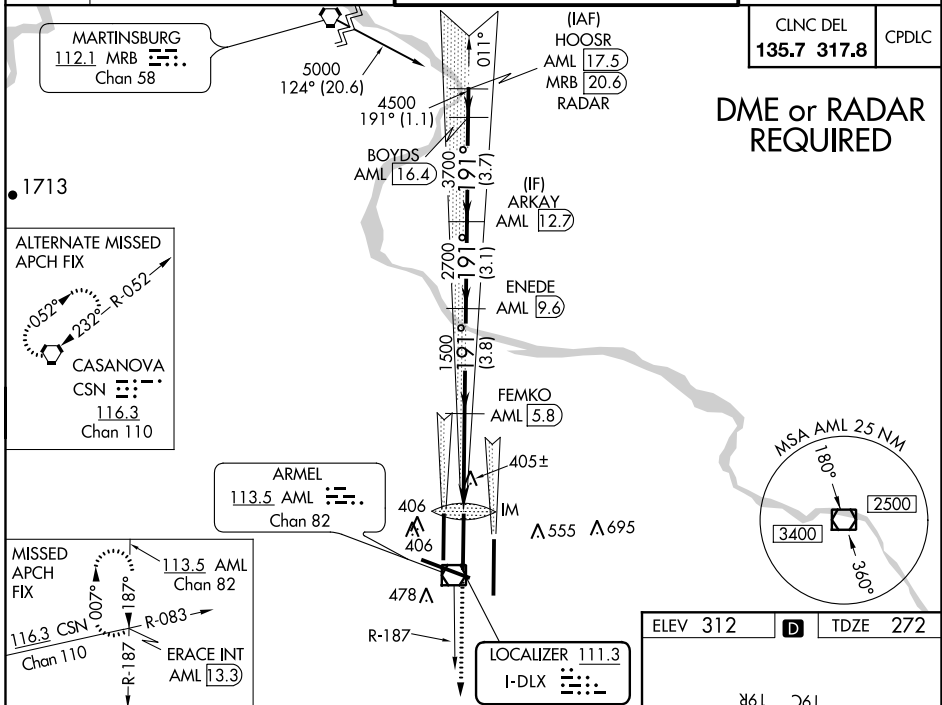 MARTINSBURG
112.1 MRB
Chan 58
5000
124° (20.6)
4500
191° (1.1)
011°
(IAF)
HOOSR
AML 17.5
MRB 20.6
RADAR
CLNC DEL
135.7 317.8
CPDLC
DME or RADAR
REQUIRED
BOYDS
AML 16.4
3700
191°
(3.7)
1713
(IF)
ARKAY
AML 12.7
2700
191°
(3.1)
ENEDE
AML 9.6
1500
191°
(3.8)
FEMKO
AML 5.8
ALTERNATE MISSED
APCH FIX
052°
232°
R-052
CASANOVA
CSN
116.3
Chan 110
405±
IM
ARMEL
113.5 AML
Chan 82
406
406
555
695
478
R-187
MSA AML 25 NM
180°
2500
3400
360°
MISSED
APCH
FIX
113.5 AML
Chan 82
007°
187°
116.3 CSN
Chan 110
R-083
R-187
ERACE INT
AML 13.3
LOCALIZER 111.3
I-DLX
ELEV 312
D
TDZE 272
19R
19C